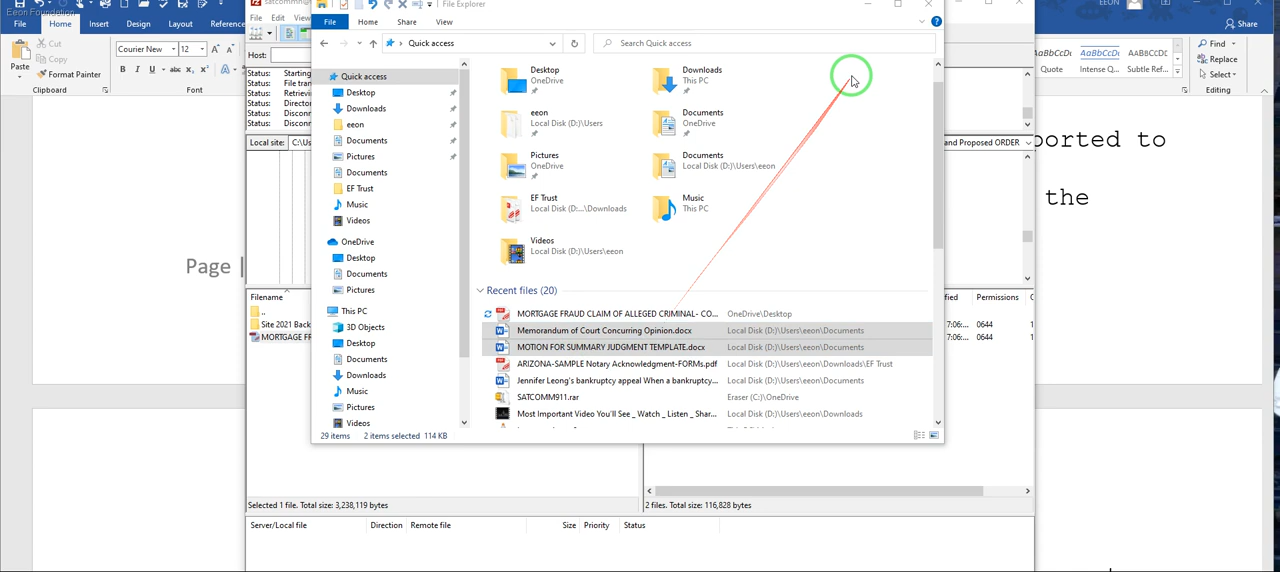 Eeon Foundation
File Home Insert Design Layout References
EEON
Share
Cut
Copy
Format Painter
Paste
Clipboard
Courier New 12
B I U
Font
Quote Intense Q... Subtle Ref...
Find
Replace
Select
Editing
Page |
ported to
the
File Edit View
Host:
Status: Starting
Status: File tran
Status: Retrievin
Status: Director
Status: Disconn
Status: Disconn
Local site: C:\Us
and Proposed ORDER
Filename
..
Site 2021 Back
MORTGAGE FR
ified Permissions
7:06:... 0644
7:06:... 0644
Selected 1 file. Total size: 3,238,119 bytes
2 files. Total size: 116,828 bytes
Server/Local file Direction Remote file Size Priority Status
File Explorer
File Home Share View
Quick access
Search Quick access
Quick access
Desktop
Downloads
eeon
Documents
Pictures
Documents
EF Trust
Music
Videos
OneDrive
Desktop
Documents
Pictures
This PC
3D Objects
Desktop
Documents
Downloads
Music
Pictures
Videos
Desktop
OneDrive
Downloads
This PC
eeon
Local Disk (D:)\Users
Documents
OneDrive
Pictures
OneDrive
Documents
Local Disk (D:)\Users\eeon
EF Trust
Local Disk (D:...\Downloads
Music
This PC
Videos
Local Disk (D:)\Users\eeon
Recent files (20)
MORTGAGE FRAUD CLAIM OF ALLEGED CRIMINAL- CO... OneDrive\Desktop
Memorandum of Court Concurring Opinion.docx Local Disk (D:)\Users\eeon\Documents
MOTION FOR SUMMARY JUDGMENT TEMPLATE.docx Local Disk (D:)\Users\eeon\Documents
ARIZONA-SAMPLE Notary Acknowledgment-FORMs.pdf Local Disk (D:)\Users\eeon\Downloads\EF Trust
Jennifer Leong's bankruptcy appeal When a bankruptcy... Local Disk (D:)\Users\eeon\Documents
SATCOMM911.rar Eraser (C:)\OneDrive
Most Important Video You'll See _ Watch _ Listen _ Shar... Local Disk (D:)\Users\eeon\Downloads
29 items 2 items selected 114 KB